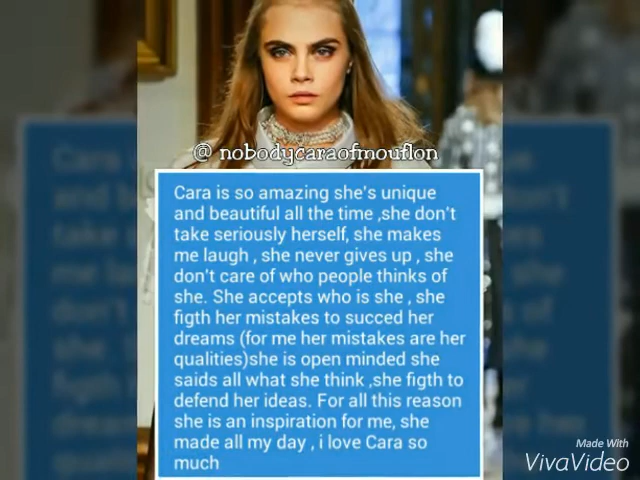 @ nobodycaraofmouflon
Cara is so amazing she's unique
and beautiful all the time ,she don't
take seriously herself, she makes
me laugh , she never gives up , she
don't care of who people thinks of
she. She accepts who is she , she
figth her mistakes to succed her
dreams (for me her mistakes are her
qualities)she is open minded she
saids all what she think ,she figth to
defend her ideas. For all this reason
she is an inspiration for me, she
made all my day , i love Cara so
much
Made With
VivaVideo